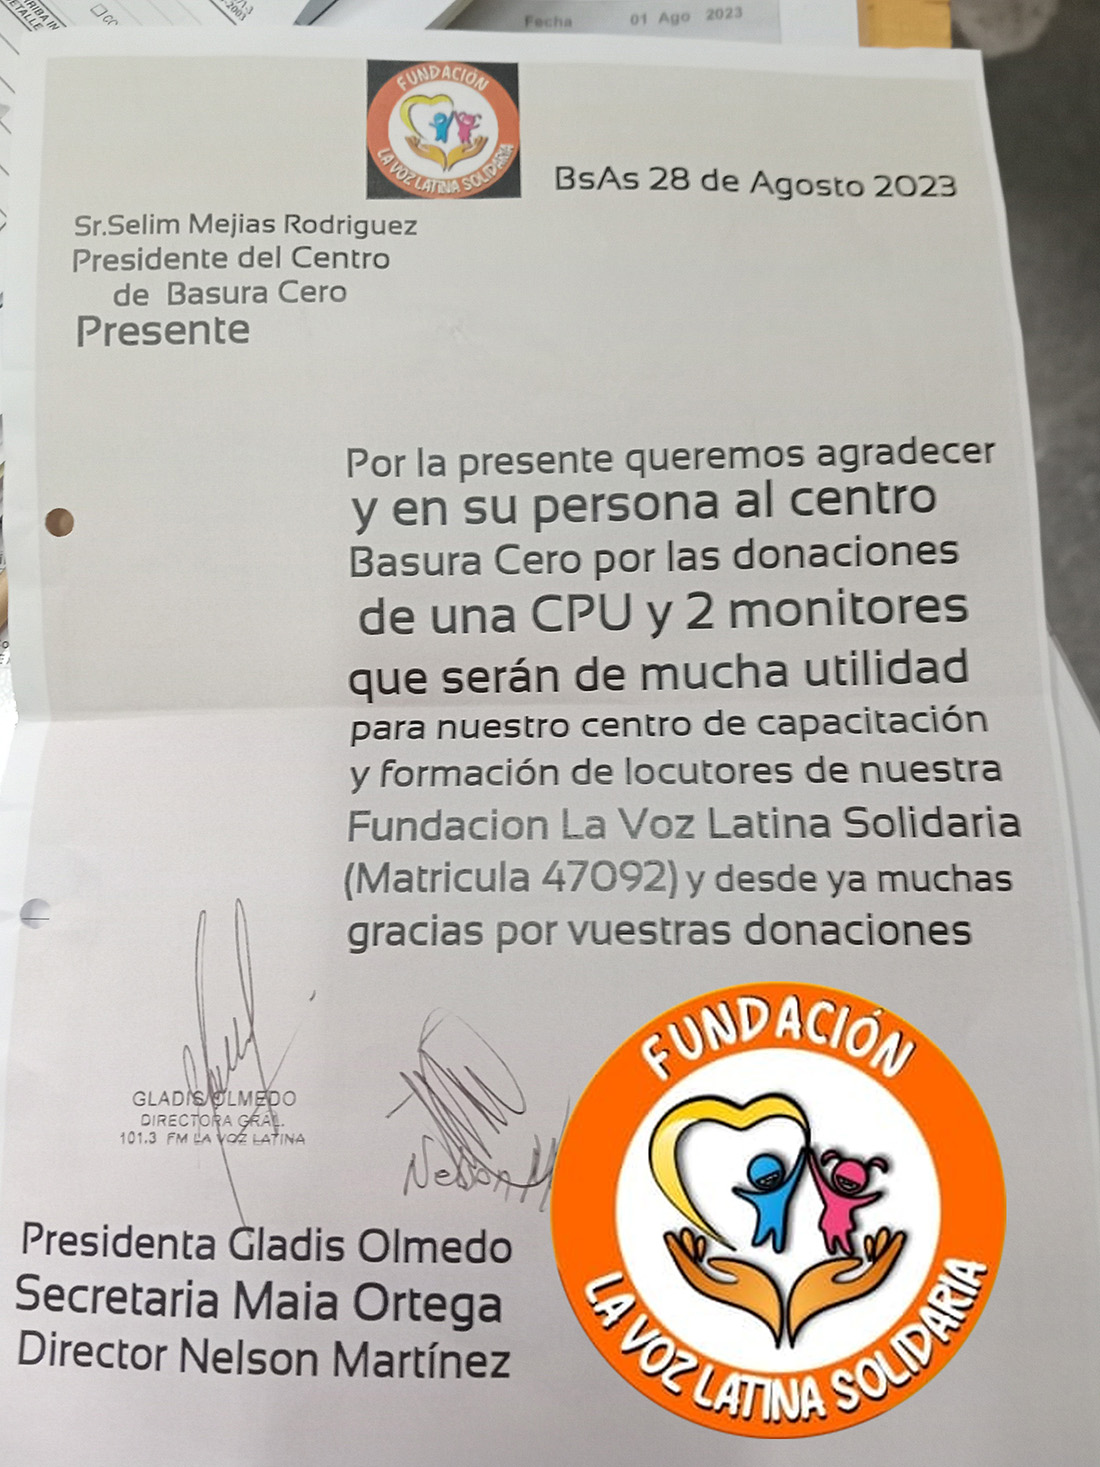 Fecha 01 Ago 2023
FUNDACIÓN
LA VOZ LATINA SOLIDARIA
BsAs 28 de Agosto 2023
Sr.Selim Mejias Rodriguez
Presidente del Centro
de Basura Cero
Presente
Por la presente queremos agradecer
y en su persona al centro
Basura Cero por las donaciones
de una CPU y 2 monitores
que serán de mucha utilidad
para nuestro centro de capacitación
y formación de locutores de nuestra
Fundacion La Voz Latina Solidaria
(Matricula 47092) y desde ya muchas
gracias por vuestras donaciones
GLADIS OLMEDO
DIRECTORA GRAL.
101.3 FM LA VOZ LATINA
Nelson M
Presidenta Gladis Olmedo
Secretaria Maia Ortega
Director Nelson Martínez
FUNDACIÓN
LA VOZ LATINA SOLIDARIA